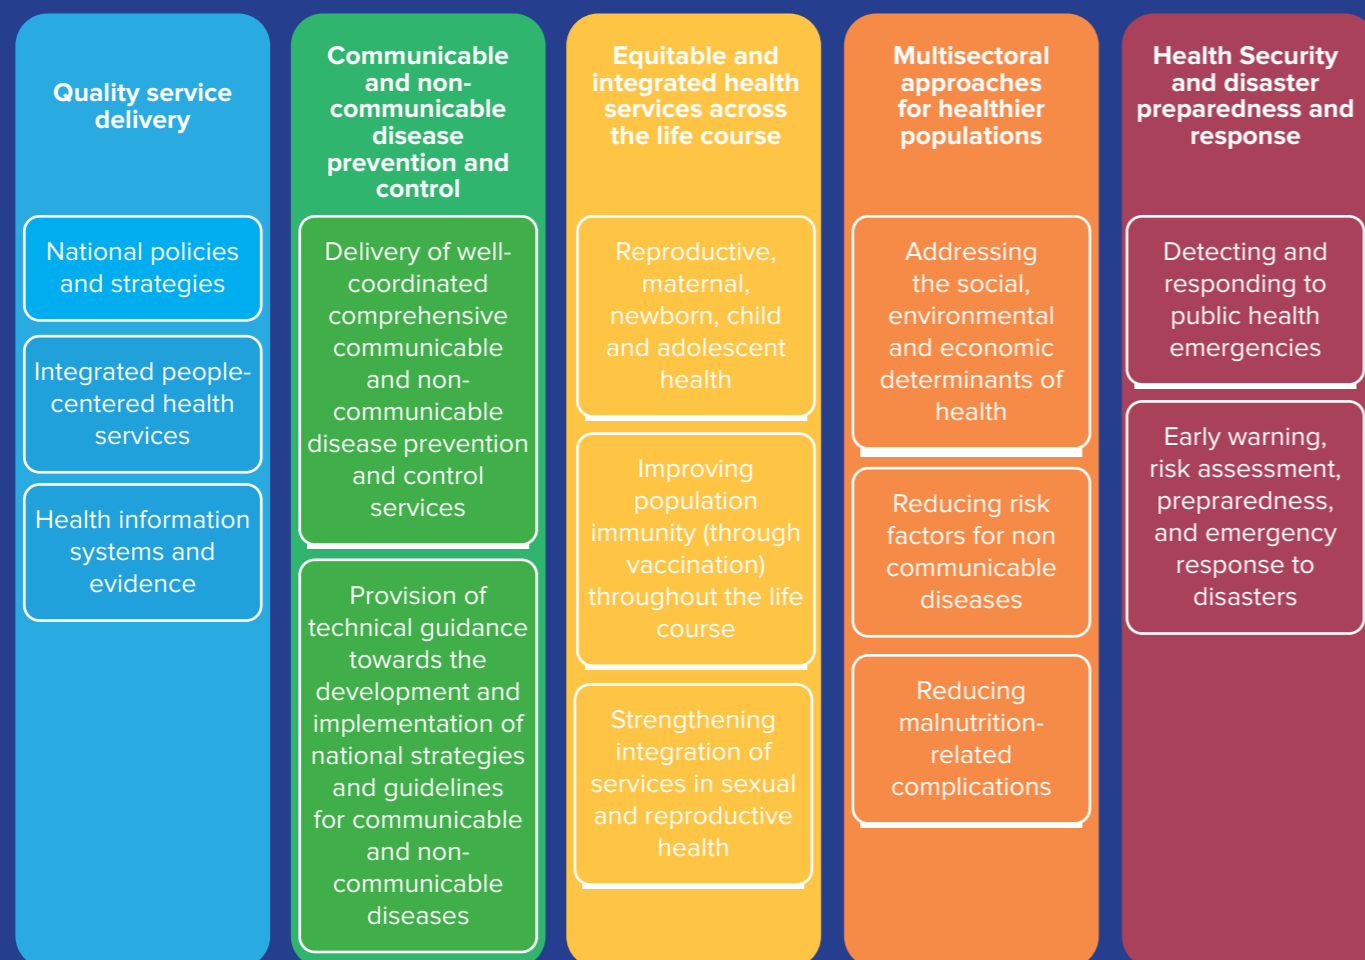 Quality service
delivery
National policies
and strategies
Integrated people-
centered health
services
Health information
systems and
evidence
Communicable
and non-
communicable
disease
prevention and
control
Delivery of well-
coordinated
comprehensive
communicable
and non-
communicable
disease prevention
and control
services
Provision of
technical guidance
towards the
development and
implementation of
national strategies
and guidelines
for communicable
and non-
communicable
diseases
Equitable and
integrated health
services across
the life course
Reproductive,
maternal,
newborn, child
and adolescent
health
Improving
population
immunity (through
vaccination)
throughout the life
course
Strengthening
integration of
services in sexual
and reproductive
health
Multisectoral
approaches
for healthier
populations
Addressing
the social,
environmental
and economic
determinants of
health
Reducing risk
factors for non
communicable
diseases
Reducing
malnutrition-
related
complications
Health Security
and disaster
preparedness and
response
Detecting and
responding to
public health
emergencies
Early warning,
risk assessment,
prepraredness,
and emergency
response to
disasters